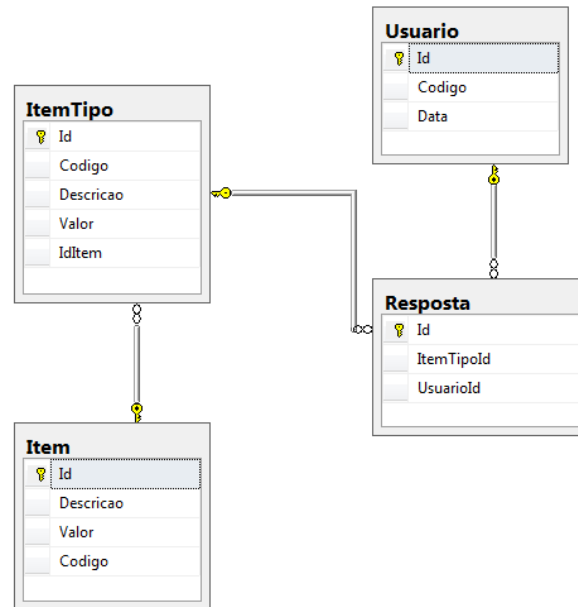 Usuario
Id
Codigo
Data
ItemTipo
Id
Codigo
Descricao
Valor
IdItem
Resposta
Id
ItemTipoId
UsuarioId
Item
Id
Descricao
Valor
Codigo